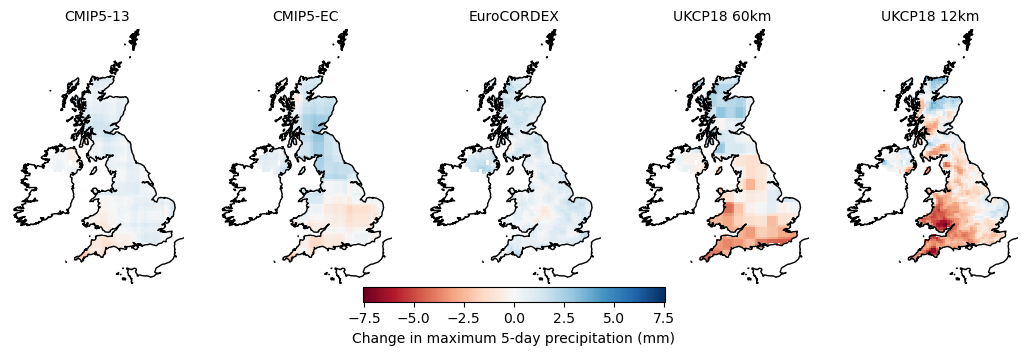 CMIP5-13 CMIP5-EC EuroCORDEX UKCP18 60km UKCP18 12km
−7.5 −5.0 −2.5 0.0 2.5 5.0 7.5
Change in maximum 5-day precipitation (mm)